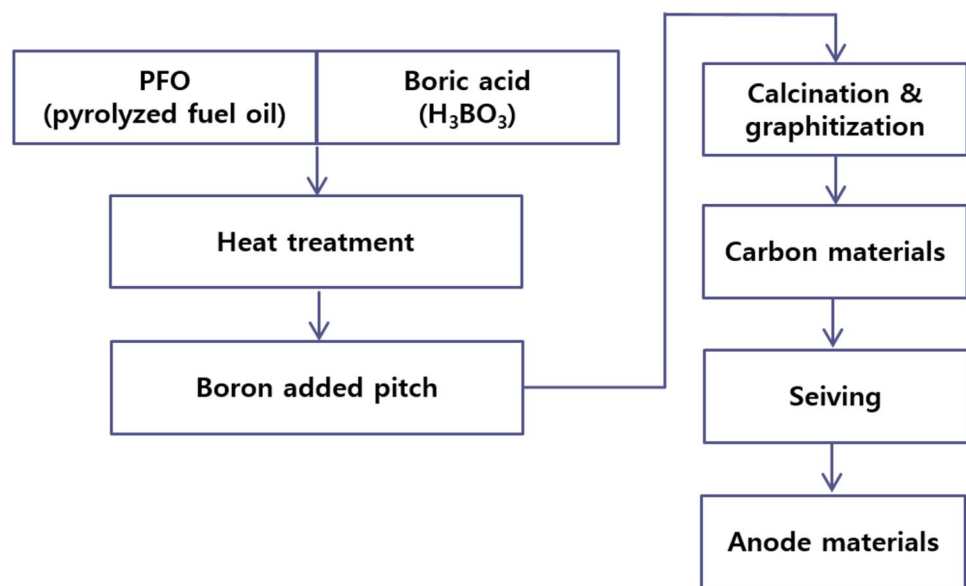 PFO
(pyrolyzed fuel oil)
Boric acid
(H₃BO₃)
Heat treatment
Boron added pitch
Calcination &
graphitization
Carbon materials
Seiving
Anode materials